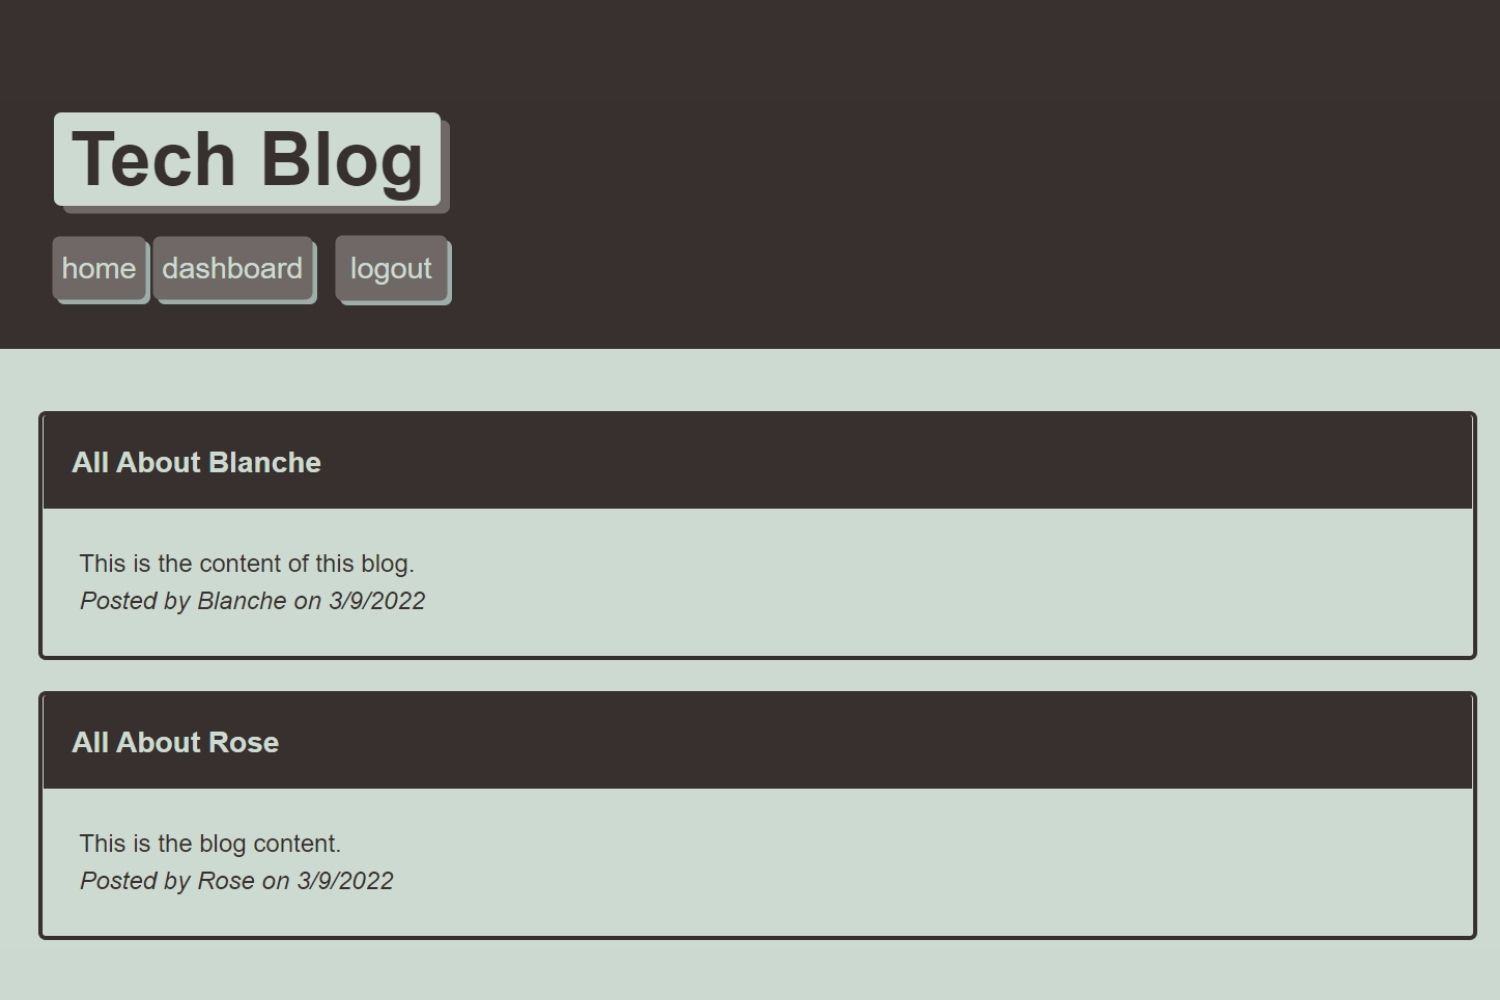 Tech Blog
home dashboard logout
All About Blanche
This is the content of this blog.
Posted by Blanche on 3/9/2022
All About Rose
This is the blog content.
Posted by Rose on 3/9/2022